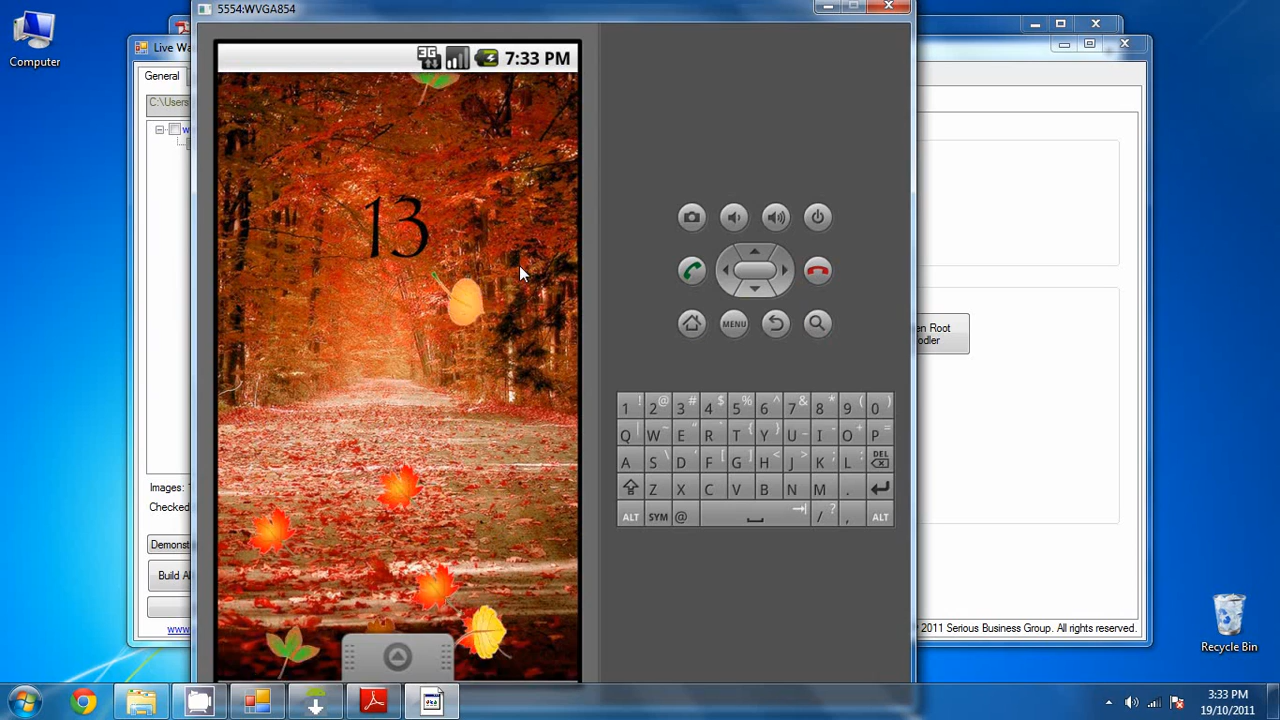 5554:WVGA854
Computer
Live Wa
General
C:\Users
w
3G
7:33 PM
13
MENU
en Root
1 ! 2 @ 3 # 4 $ 5 % 6 ^ 7 & 8 * 9 ( 0 )
Q | W ~ E " R ` T { Y } U _ I - O + P =
A S \ D ' F [ G ] H < J > K ; L : DEL
Z X C V B N M .
ALT SYM @ / ? , ALT
Images:
Checked
Demonst
Build Al
www
2011 Serious Business Group. All rights reserved.
Recycle Bin
3:33 PM
19/10/2011